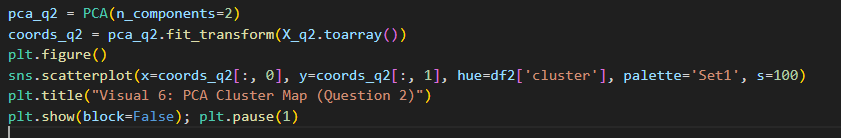 pca_q2 = PCA(n_components=2)
coords_q2 = pca_q2.fit_transform(X_q2.toarray())
plt.figure()
sns.scatterplot(x=coords_q2[:, 0], y=coords_q2[:, 1], hue=df2['cluster'], palette='Set1', s=100)
plt.title("Visual 6: PCA Cluster Map (Question 2)")
plt.show(block=False); plt.pause(1)